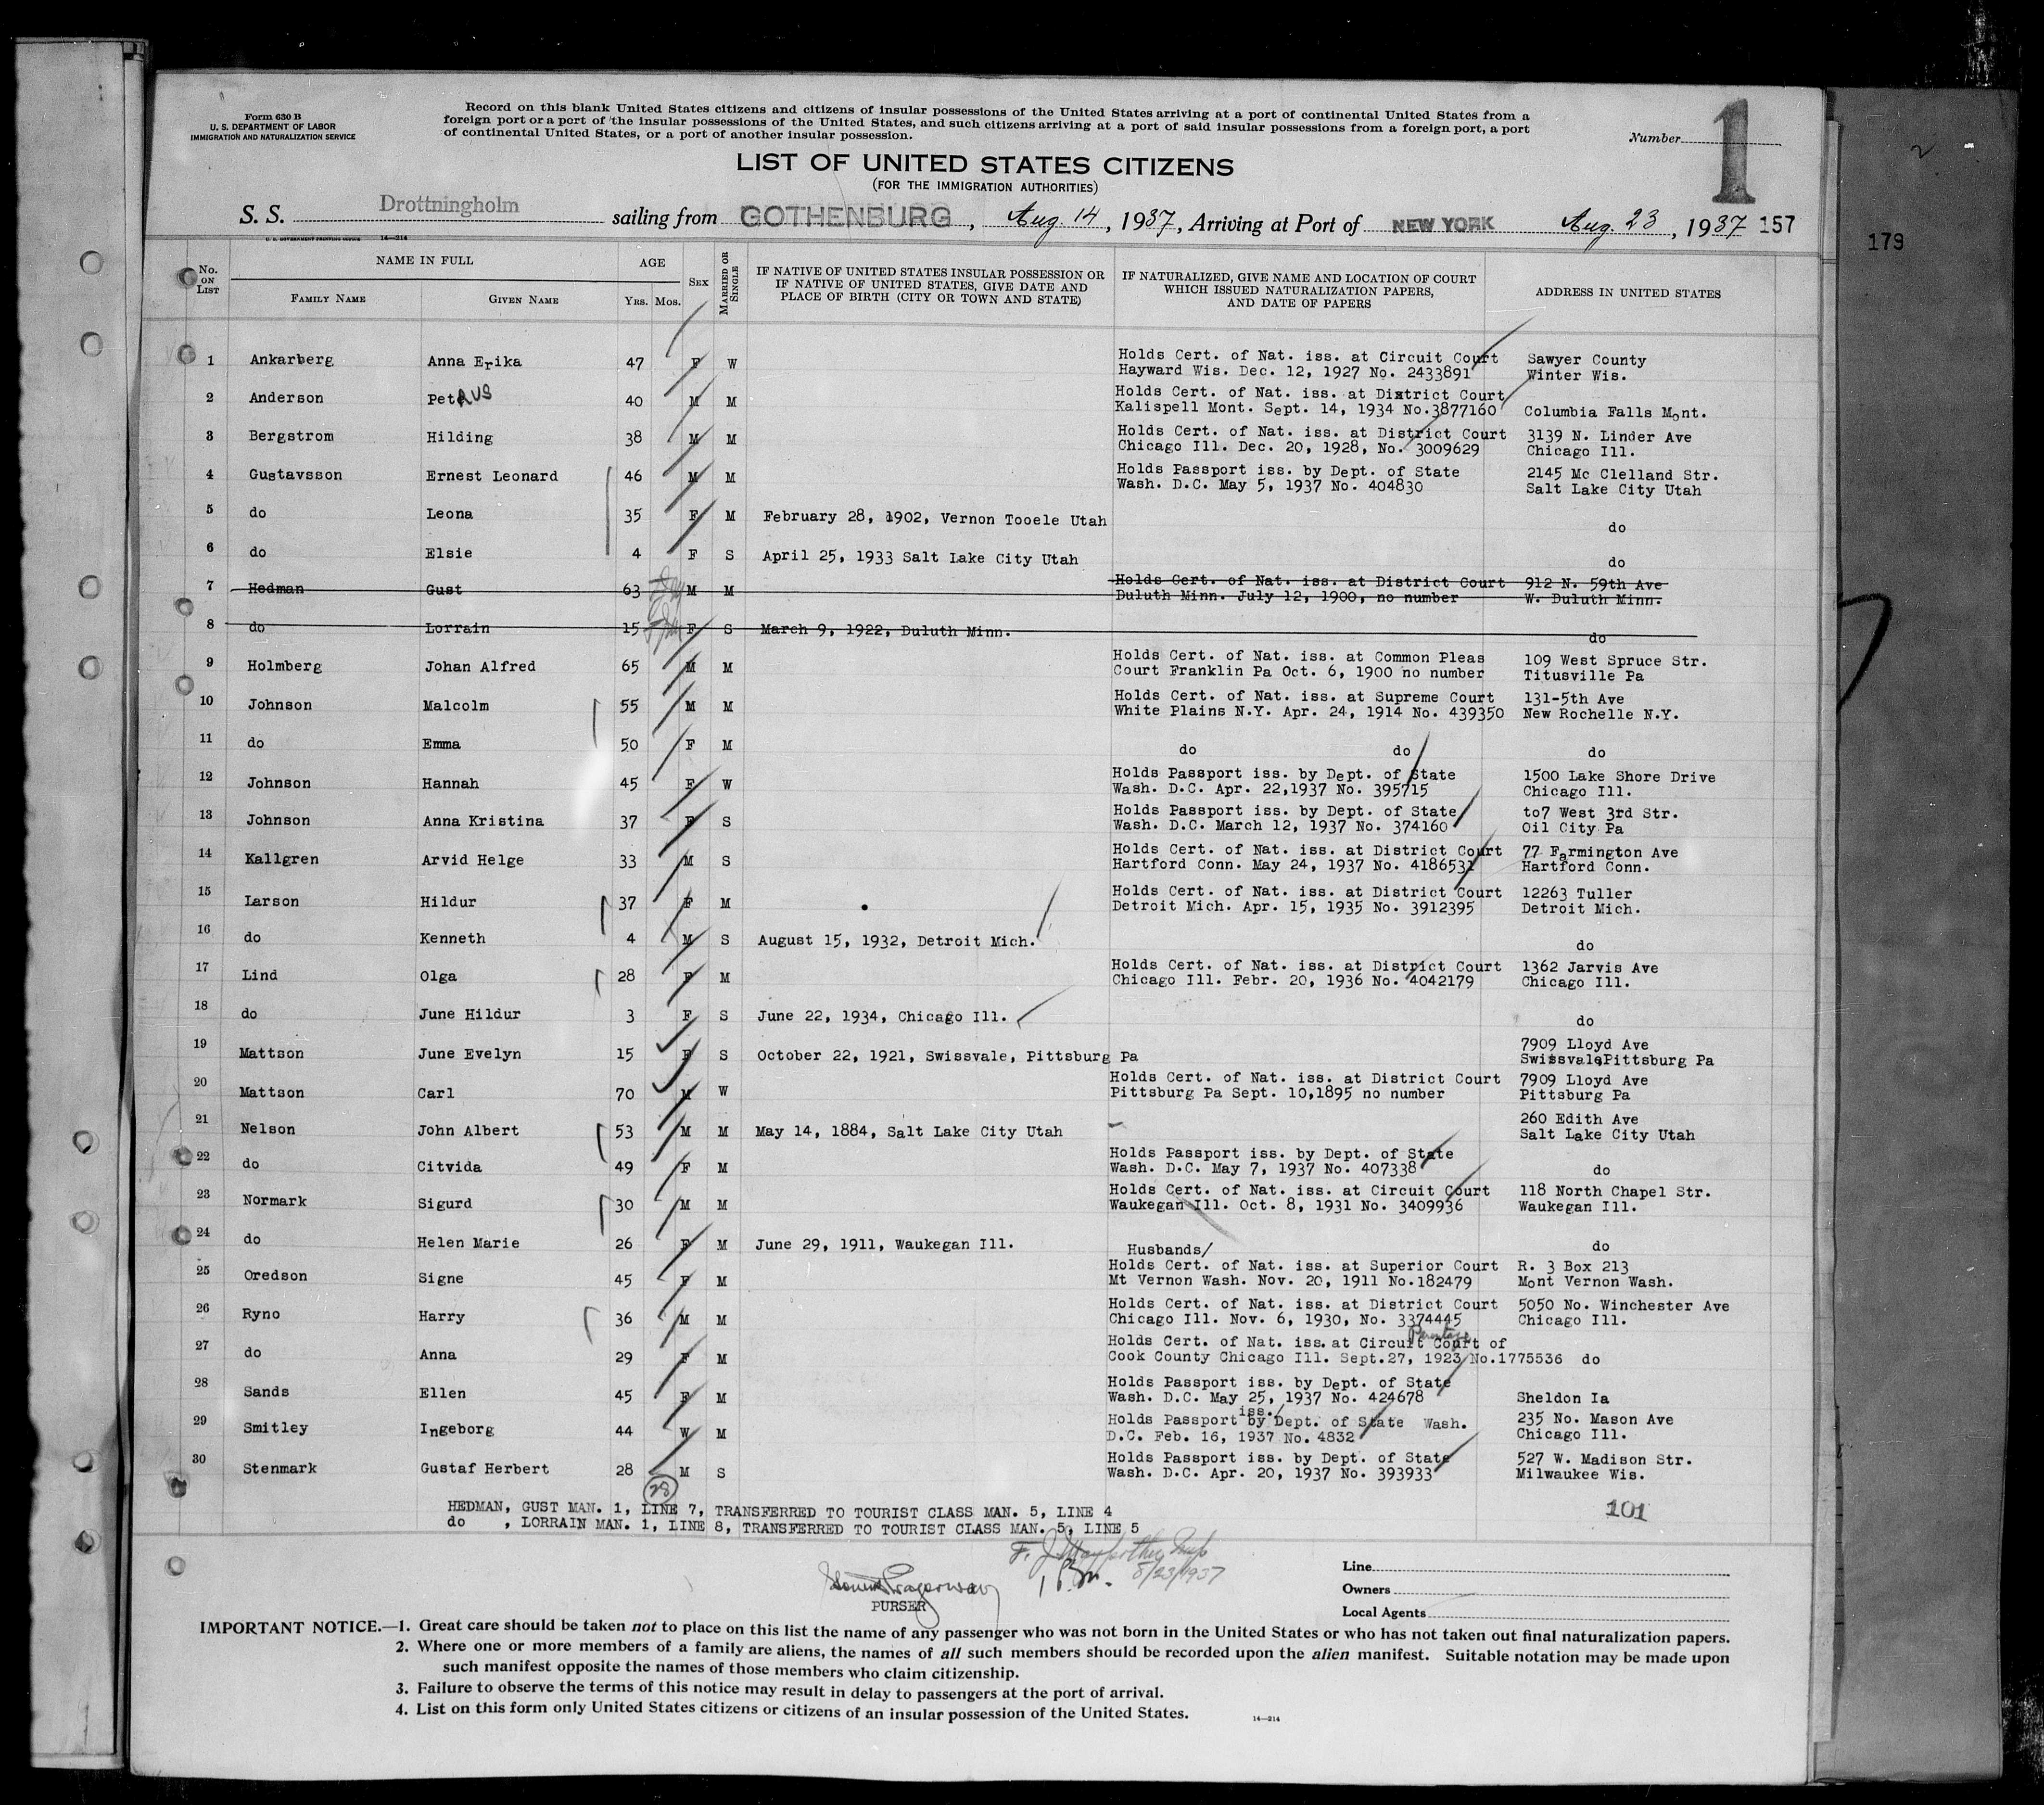 Form 630 B
U. S. DEPARTMENT OF LABOR
IMMIGRATION AND NATURALIZATION SERVICE
Record on this blank United States citizens and citizens of insular possessions of the United States arriving at a port of continental United States from a
foreign port or a port of the insular possessions of the United States, and such citizens arriving at a port of said insular possessions from a foreign port, a port
of continental United States, or a port of another insular possession.
Number 1
LIST OF UNITED STATES CITIZENS
(FOR THE IMMIGRATION AUTHORITIES)
S. S. Drottningholm sailing from GOTHENBURG, Aug. 14, 1937, Arriving at Port of NEW YORK Aug. 23, 1937 157
2
179
U. S. GOVERNMENT PRINTING OFFICE 14—214
No. ON LIST
NAME IN FULL
FAMILY NAME
GIVEN NAME
AGE
YRS. MOS.
SEX
MARRIED OR SINGLE
IF NATIVE OF UNITED STATES INSULAR POSSESSION OR
IF NATIVE OF UNITED STATES, GIVE DATE AND
PLACE OF BIRTH (CITY OR TOWN AND STATE)
IF NATURALIZED, GIVE NAME AND LOCATION OF COURT
WHICH ISSUED NATURALIZATION PAPERS,
AND DATE OF PAPERS
ADDRESS IN UNITED STATES
1 Ankarberg Anna Erika 47 F W Holds Cert. of Nat. iss. at Circuit Court Sawyer County
Hayward Wis. Dec. 12, 1927 No. 2433891 Winter Wis.
2 Anderson PetRUS 40 M M Holds Cert. of Nat. iss. at District Court
Kalispell Mont. Sept. 14, 1934 No.3877160 Columbia Falls Mont.
3 Bergstrom Hilding 38 M M Holds Cert. of Nat. iss. at District Court 3139 N. Linder Ave
Chicago Ill. Dec. 20, 1928, No. 3009629 Chicago Ill.
4 Gustavsson Ernest Leonard 46 M M Holds Passport iss. by Dept. of State 2145 Mc Clelland Str.
Wash. D.C. May 5, 1937 No. 404830 Salt Lake City Utah
5 do Leona 35 F M February 28, 1902, Vernon Tooele Utah do
6 do Elsie 4 F S April 25, 1933 Salt Lake City Utah do
7 Hedman Gust 63 M M Holds Cert. of Nat. iss. at District Court 912 N. 59th Ave
Duluth Minn. July 12, 1900, no number W. Duluth Minn.
8 do Lorrain 15 F S March 9, 1922, Duluth Minn. do
9 Holmberg Johan Alfred 65 M M Holds Cert. of Nat. iss. at Common Pleas 109 West Spruce Str.
Court Franklin Pa Oct. 6, 1900 no number Titusville Pa
10 Johnson Malcolm 55 M M Holds Cert. of Nat. iss. at Supreme Court 131-5th Ave
White Plains N.Y. Apr. 24, 1914 No. 439350 New Rochelle N.Y.
11 do Emma 50 F M do do do
12 Johnson Hannah 45 F W Holds Passport iss. by Dept. of State 1500 Lake Shore Drive
Wash. D.C. Apr. 22,1937 No. 395715 Chicago Ill.
13 Johnson Anna Kristina 37 F S Holds Passport iss. by Dept. of State to7 West 3rd Str.
Wash. D.C. March 12, 1937 No. 374160 Oil City Pa
14 Kallgren Arvid Helge 33 M S Holds Cert. of Nat. iss. at District Court 77 Farmington Ave
Hartford Conn. May 24, 1937 No. 4186531 Hartford Conn.
15 Larson Hildur 37 F M Holds Cert. of Nat. iss. at District Court 12263 Tuller
Detroit Mich. Apr. 15, 1935 No. 3912395 Detroit Mich.
16 do Kenneth 4 M S August 15, 1932, Detroit Mich. do
17 Lind Olga 28 F M Holds Cert. of Nat. iss. at District Court 1362 Jarvis Ave
Chicago Ill. Febr. 20, 1936 No. 4042179 Chicago Ill.
18 do June Hildur 3 F S June 22, 1934, Chicago Ill. do
19 Mattson June Evelyn 15 F S October 22, 1921, Swissvale, Pittsburg Pa 7909 Lloyd Ave
Swissvale,Pittsburg Pa
20 Mattson Carl 70 M W Holds Cert. of Nat. iss. at District Court 7909 Lloyd Ave
Pittsburg Pa Sept. 10,1895 no number Pittsburg Pa
21 Nelson John Albert 53 M M May 14, 1884, Salt Lake City Utah 260 Edith Ave
Salt Lake City Utah
22 do Citvida 49 F M Holds Passport iss. by Dept. of State
Wash. D.C. May 7, 1937 No. 407338 do
23 Normark Sigurd 30 M M Holds Cert. of Nat. iss. at Circuit Court 118 North Chapel Str.
Waukegan Ill. Oct. 8, 1931 No. 3409936 Waukegan Ill.
24 do Helen Marie 26 F M June 29, 1911, Waukegan Ill. do
Husbands/
25 Oredson Signe 45 F M Holds Cert. of Nat. iss. at Superior Court R. 3 Box 213
Mt Vernon Wash. Nov. 20, 1911 No.182479 Mont Vernon Wash.
26 Ryno Harry 36 M M Holds Cert. of Nat. iss. at District Court 5050 No. Winchester Ave
Chicago Ill. Nov. 6, 1930, No. 3374445 Chicago Ill.
Parentage
27 do Anna 29 F M Holds Cert. of Nat. iss. at Circuit Court of
Cook County Chicago Ill. Sept.27, 1923 No.1775536 do
28 Sands Ellen 45 F M Holds Passport iss. by Dept. of State
Wash. D.C. May 25, 1937 No. 424678 Sheldon Ia
29 Smitley Ingeborg 44 W M Holds Passport iss./ by Dept. of State Wash. 235 No. Mason Ave
D.C. Feb. 16, 1937 No. 4832 Chicago Ill.
30 Stenmark Gustaf Herbert 28 M S Holds Passport iss. by Dept. of State 527 W. Madison Str.
Wash. D.C. Apr. 20, 1937 No. 393933 Milwaukee Wis.
28
HEDMAN, GUST MAN. 1, LINE 7, TRANSFERRED TO TOURIST CLASS MAN. 5, LINE 4
do , LORRAIN MAN. 1, LINE 8, TRANSFERRED TO TOURIST CLASS MAN. 5, LINE 5
101
8/23/1937
PURSER
Line
Owners
Local Agents
IMPORTANT NOTICE.—1. Great care should be taken not to place on this list the name of any passenger who was not born in the United States or who has not taken out final naturalization papers.
2. Where one or more members of a family are aliens, the names of all such members should be recorded upon the alien manifest. Suitable notation may be made upon
such manifest opposite the names of those members who claim citizenship.
3. Failure to observe the terms of this notice may result in delay to passengers at the port of arrival.
4. List on this form only United States citizens or citizens of an insular possession of the United States.
14—214